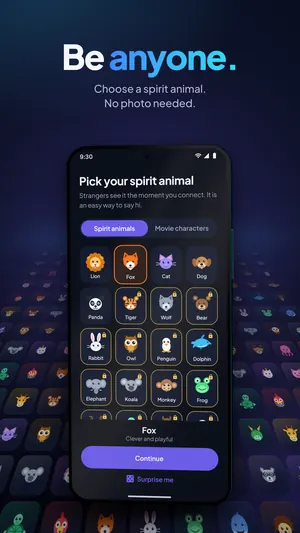 Be anyone.
Choose a spirit animal.
No photo needed.
9:30
Pick your spirit animal
Strangers see it the moment you connect. It is
an easy way to say hi.
Spirit animals Movie characters
Lion Fox Cat Dog
Panda Tiger Wolf Bear
Rabbit Owl Penguin Dolphin
Elephant Koala Monkey Frog
Fox
Clever and playful
Continue
Surprise me